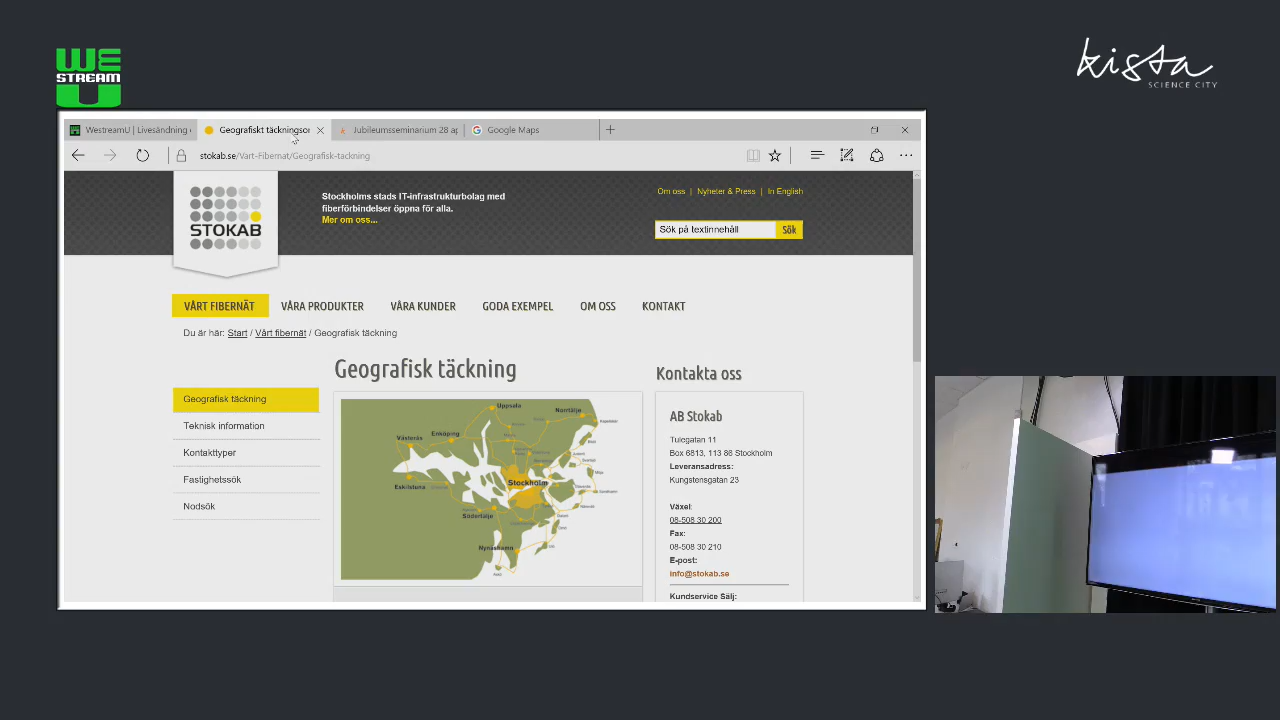 WE
STREAM
U
kista
SCIENCE CITY
WestreamU | Livesändning
Geografiskt täckningsor
Jubileumsseminarium 28 ap
Google Maps
stokab.se/Vart-Fibernat/Geografisk-tackning
STOKAB
Stockholms stads IT-infrastrukturbolag med
fiberförbindelser öppna för alla.
Mer om oss...
Om oss | Nyheter & Press | In English
Sök på textinnehåll
Sök
VÅRT FIBERNÄT VÅRA PRODUKTER VÅRA KUNDER GODA EXEMPEL OM OSS KONTAKT
Du är här: Start / Vårt fibernät / Geografisk täckning
Geografisk täckning
Teknisk information
Kontakttyper
Fastighetssök
Nodsök
Geografisk täckning
Uppsala
Norrtälje
Västerås
Enköping
Stockholm
Eskilstuna
Södertälje
Nynäshamn
Kontakta oss
AB Stokab
Tulegatan 11
Box 6813, 113 86 Stockholm
Leveransadress:
Kungstensgatan 23
Växel:
08-508 30 200
Fax:
08-508 30 210
E-post:
info@stokab.se
Kundservice Sälj: